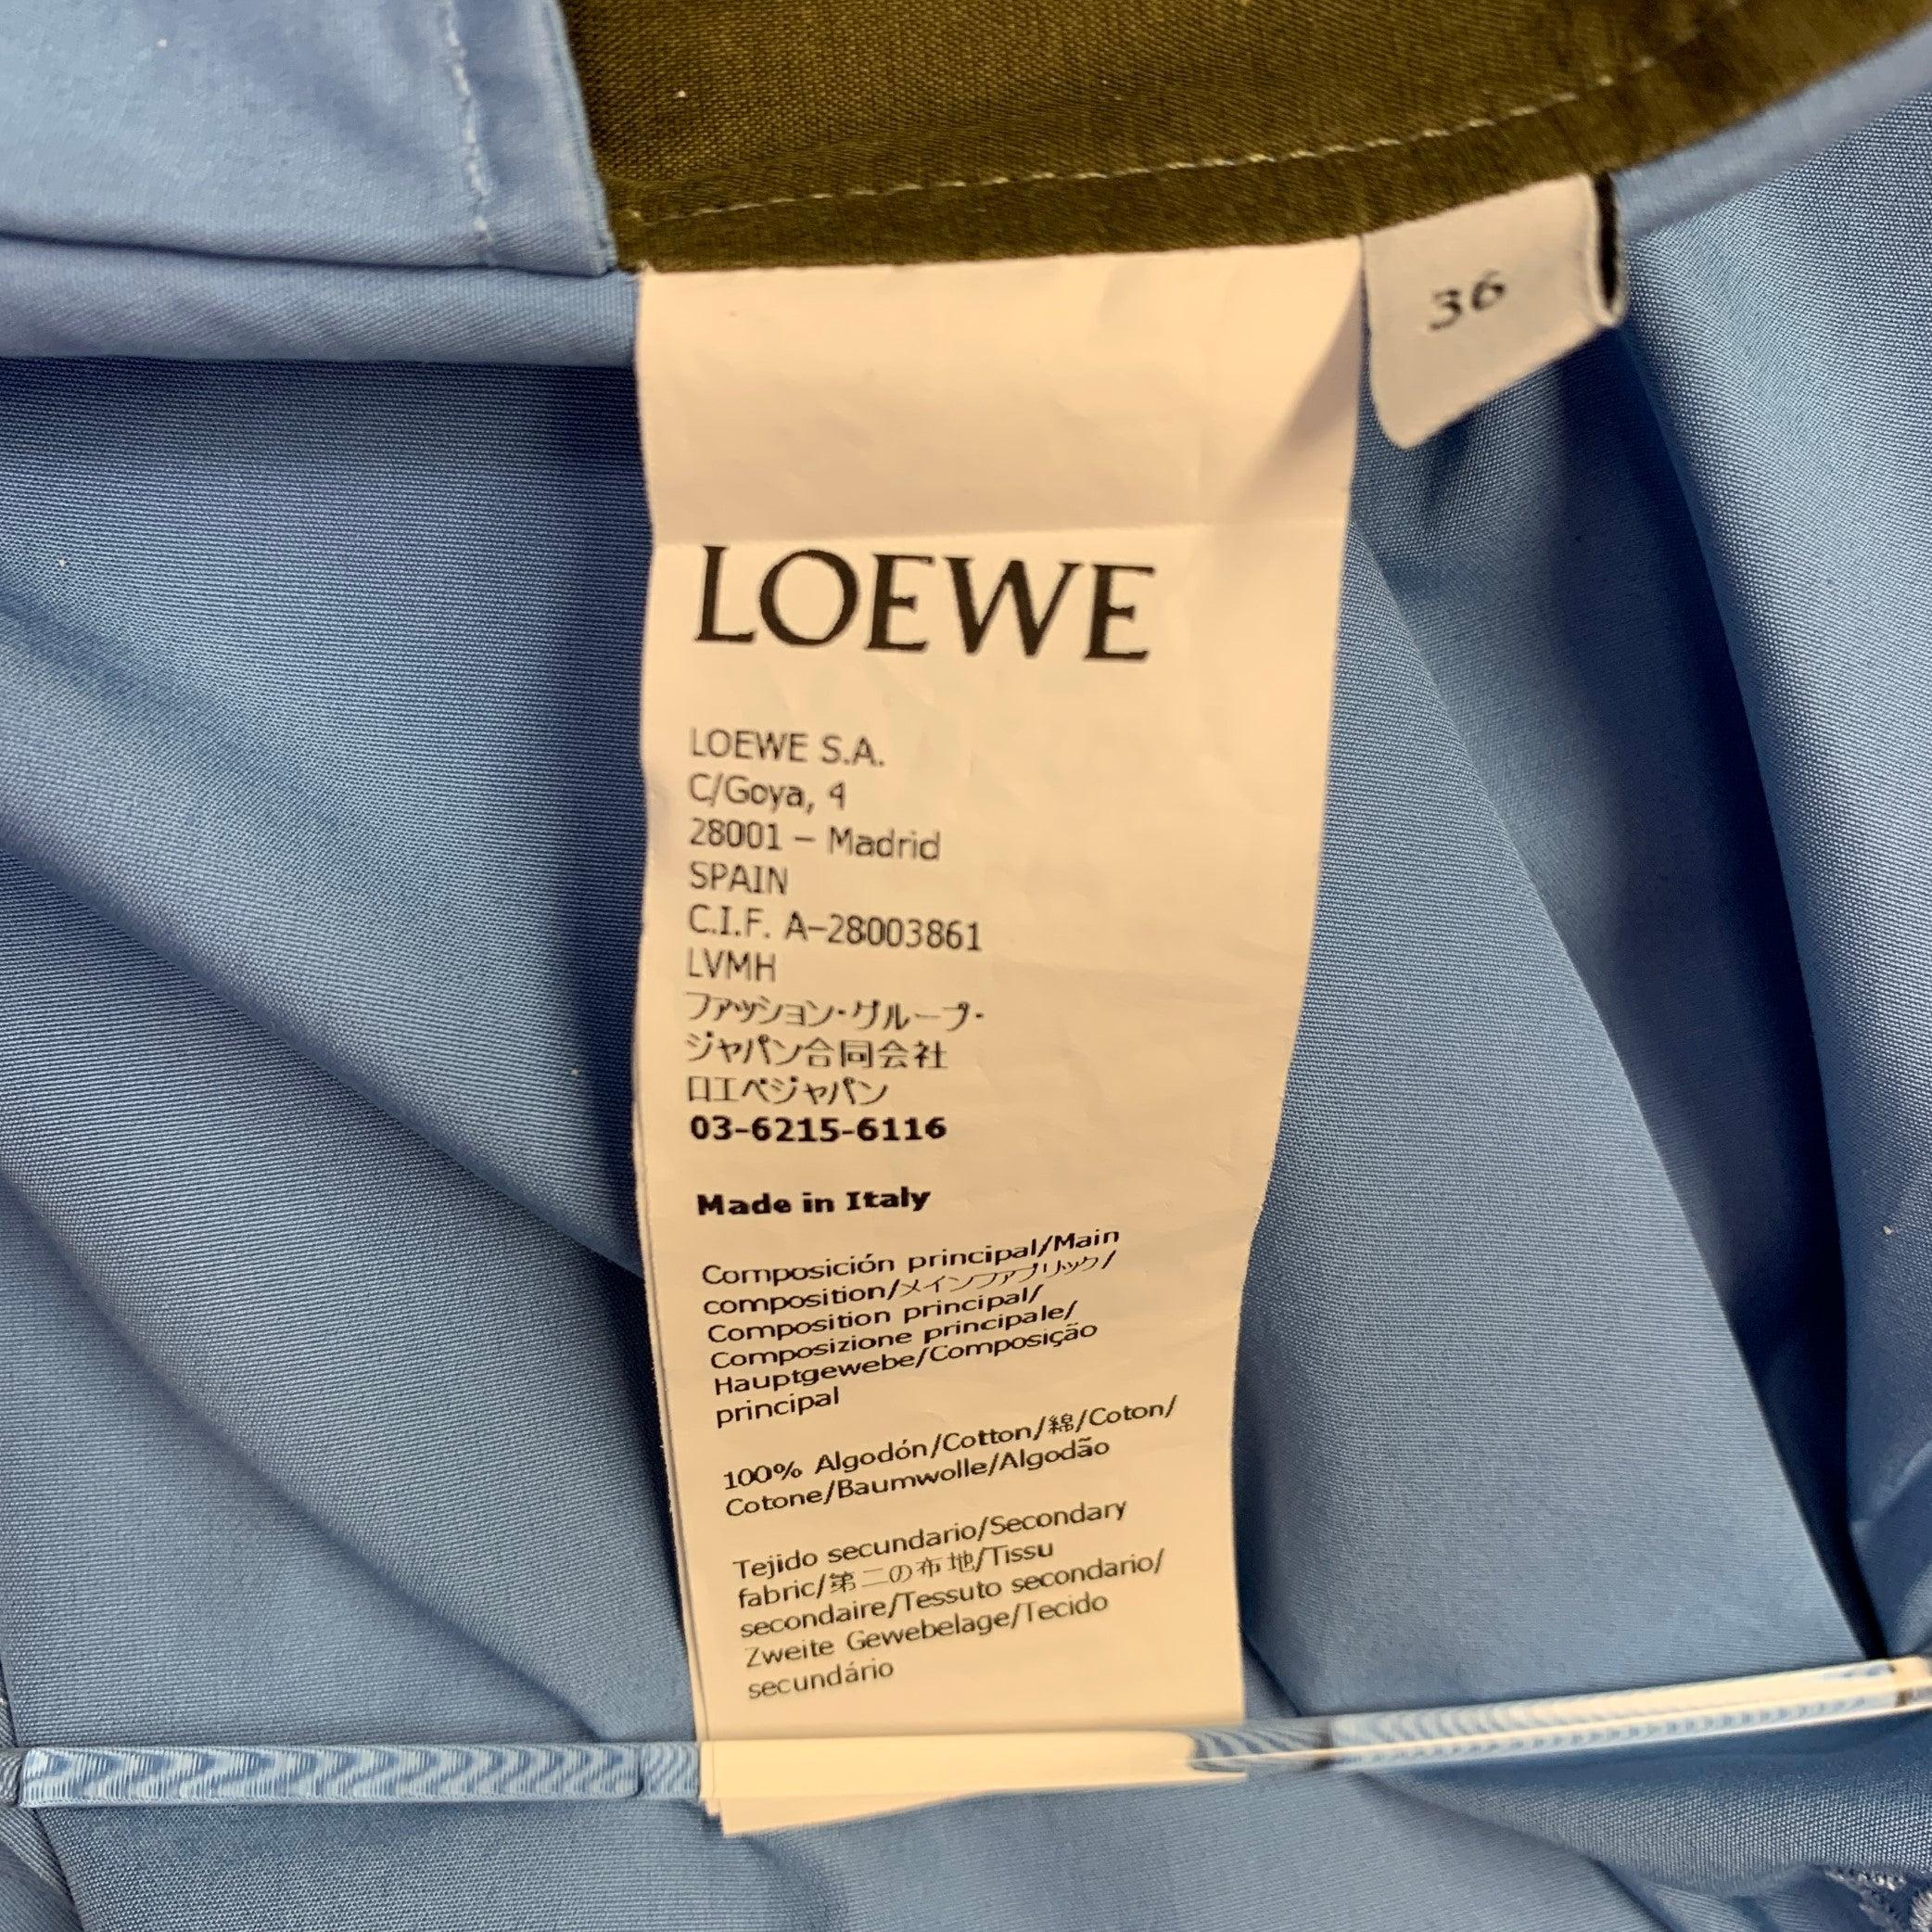 36
LOEWE
LOEWE S.A.
C/Goya, 4
28001 – Madrid
SPAIN
C.I.F. A–28003861
LVMH
ファッション・グループ・
ジャパン合同会社
ロエベジャパン
03-6215-6116
Made in Italy
Composición principal/Main
composition/メインファブリック/
Composition principal/
Composizione principale/
Hauptgewebe/Composição
principal
100% Algodón/Cotton/綿/Coton/
Cotone/Baumwolle/Algodão
Tejido secundario/Secondary
fabric/第二の布地/Tissu
secondaire/Tessuto secondario/
Zweite Gewebelage/Tecido
secundário